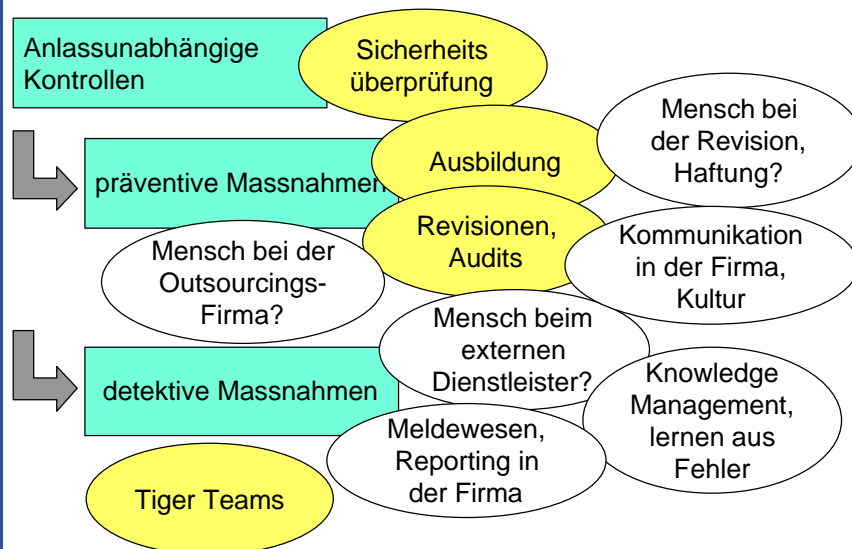 Anlassunabhängige
Kontrollen
Sicherheits
überprüfung
Mensch bei
der Revision,
Haftung?
präventive Massnahmen
Ausbildung
Revisionen,
Audits
Kommunikation
in der Firma,
Kultur
Mensch bei der
Outsourcings-
Firma?
Mensch beim
externen
Dienstleister?
detektive Massnahmen
Knowledge
Management,
lernen aus
Fehler
Meldewesen,
Reporting in
der Firma
Tiger Teams